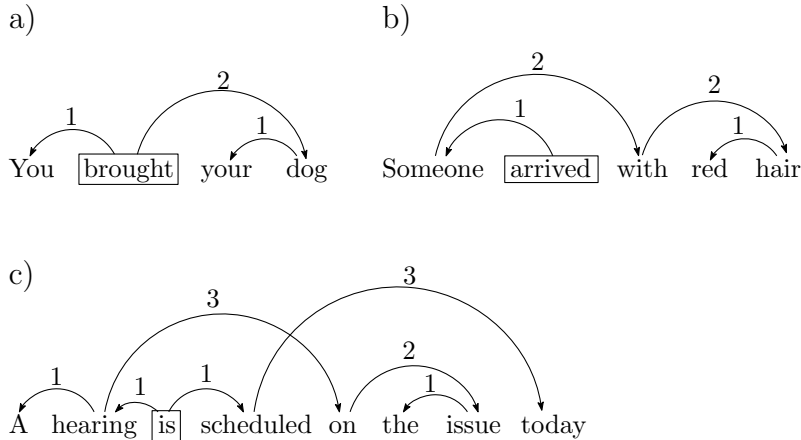 a)
b)
1
2
1
You brought your dog
2
1
2
1
Someone arrived with red hair
c)
1
3
1
1
3
2
1
A hearing is scheduled on the issue today